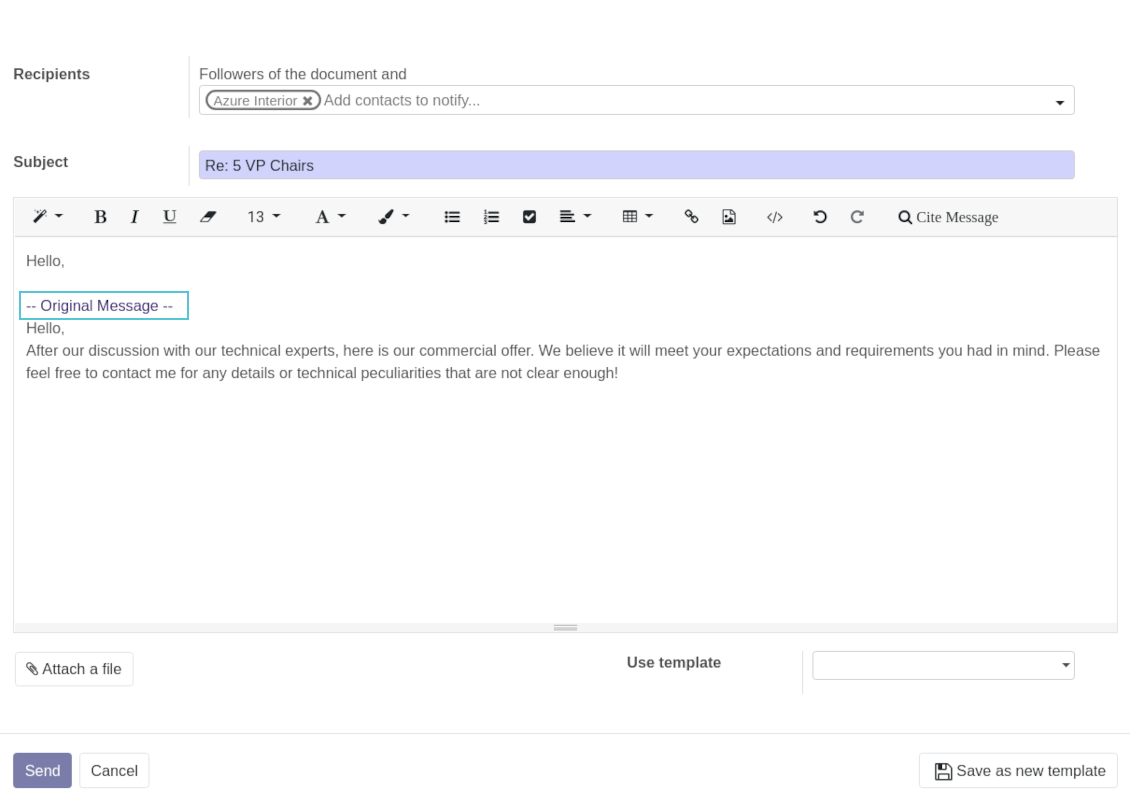 Recipients
Followers of the document and
Azure Interior Add contacts to notify...
Subject
Re: 5 VP Chairs
B I U 13 A Cite Message
Hello,
-- Original Message --
Hello,
After our discussion with our technical experts, here is our commercial offer. We believe it will meet your expectations and requirements you had in mind. Please
feel free to contact me for any details or technical peculiarities that are not clear enough!
Attach a file
Use template
Send Cancel Save as new template